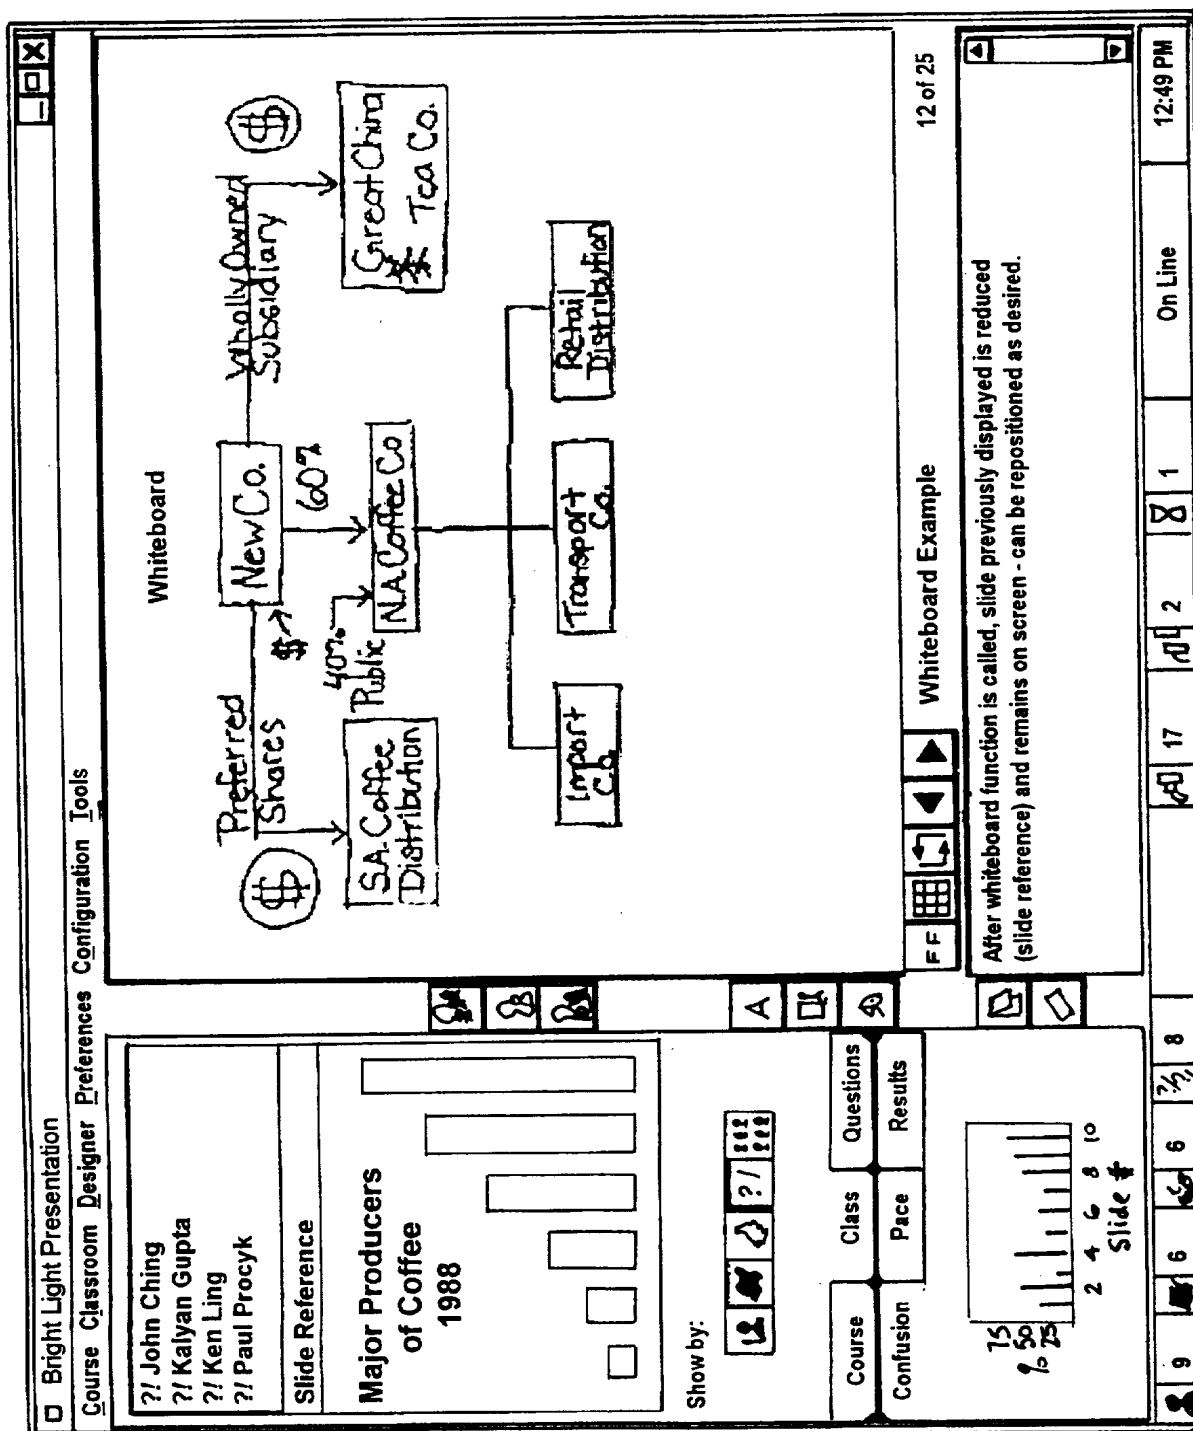 Bright Light Presentation
Course Classroom Designer Preferences Configuration Tools
?/ John Ching
?/ Kalyan Gupta
?/ Ken Ling
?/ Paul Procyk
Slide Reference
Major Producers
of Coffee
1988
Show by:
?/
Course Class Questions
Confusion Pace Results
75
% 50
25
2 4 6 8 10
Slide #
A
Whiteboard
Preferred
Shares
$
New Co.
$
Wholly Owned
Subsidiary
$
60%
40%
Public
S.A. Coffee
Distribution
N.A. Coffee Co
Great China
Tea Co.
Import
Co.
Transport
Co.
Retail
Distribution
FF
Whiteboard Example
12 of 25
After whiteboard function is called, slide previously displayed is reduced
(slide reference) and remains on screen - can be repositioned as desired.
9 6 6 ?/ 8 17 2 1 On Line 12:49 PM